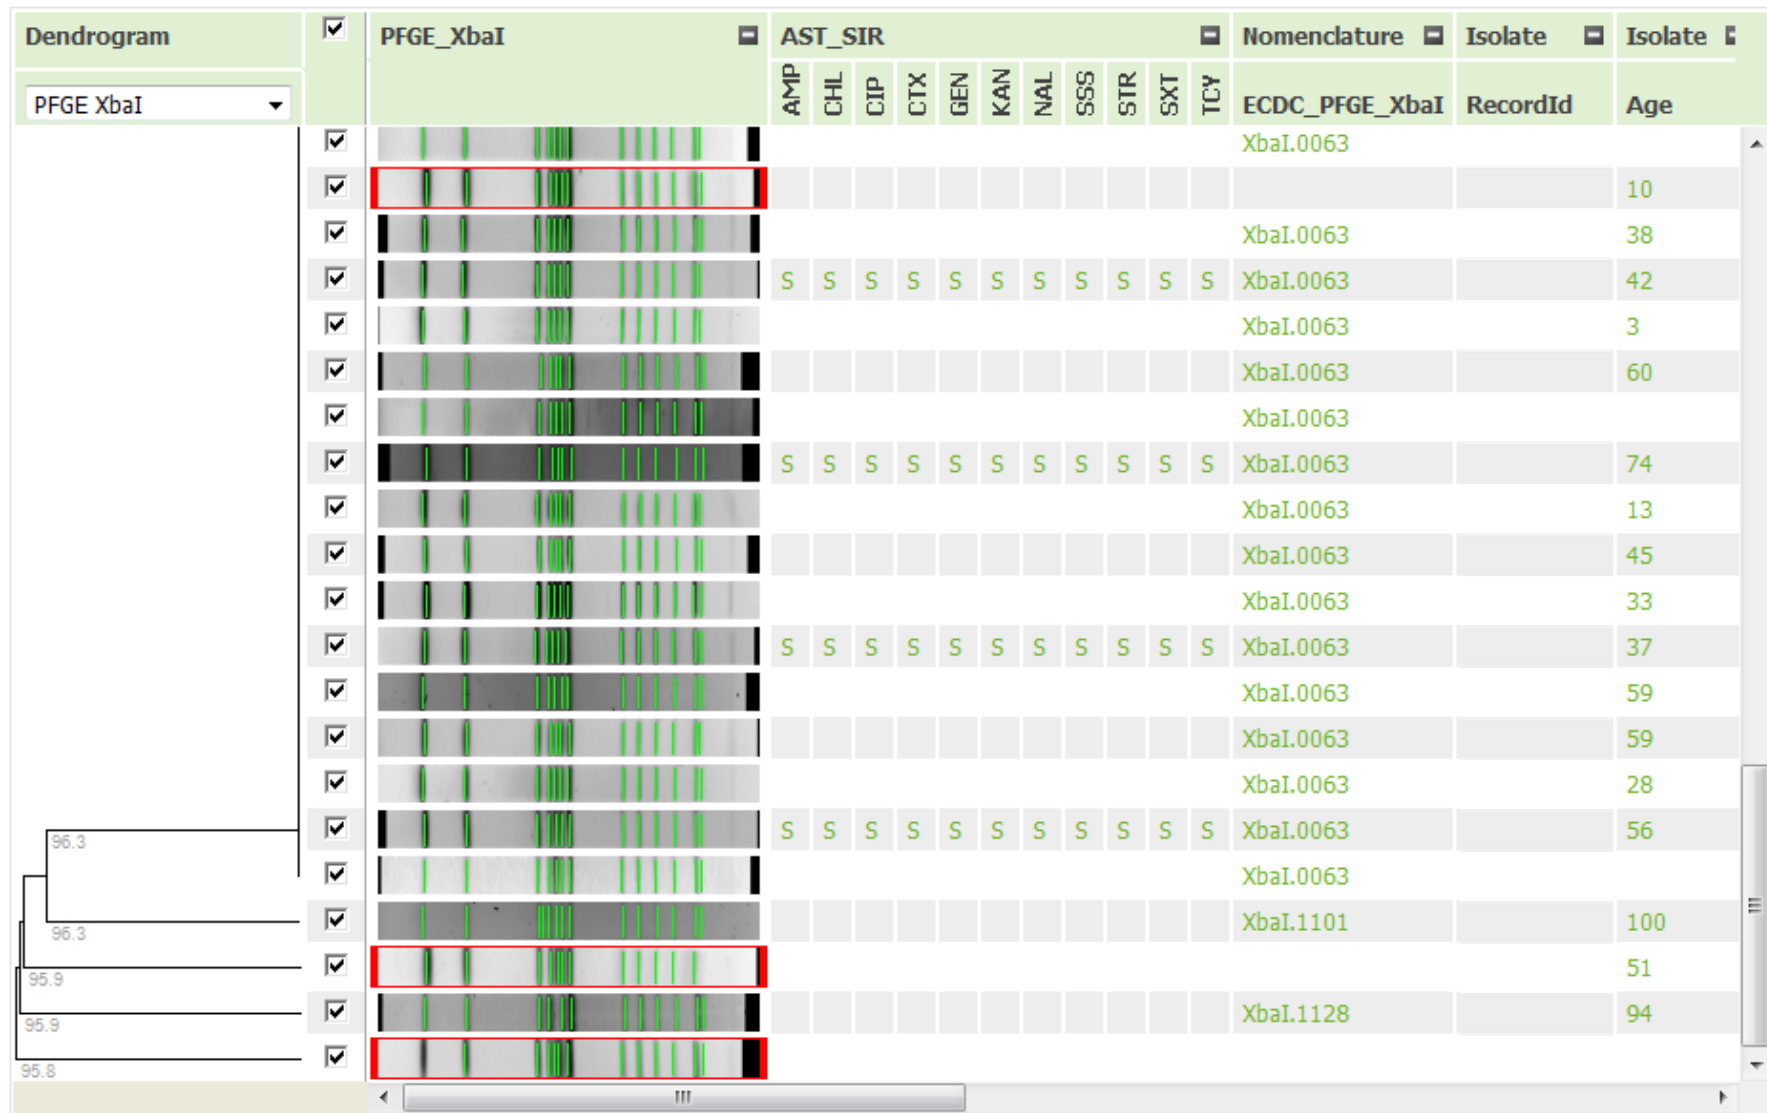 Dendrogram PFGE_XbaI AST_SIR Nomenclature Isolate Isolate
PFGE XbaI AMP CHL CIP CTX GEN KAN NAL SSS STR SXT TCY ECDC_PFGE_XbaI RecordId Age
XbaI.0063
10
XbaI.0063 38
S S S S S S S S S S S XbaI.0063 42
XbaI.0063 3
XbaI.0063 60
XbaI.0063
S S S S S S S S S S S XbaI.0063 74
XbaI.0063 13
XbaI.0063 45
XbaI.0063 33
S S S S S S S S S S S XbaI.0063 37
XbaI.0063 59
XbaI.0063 59
XbaI.0063 28
96.3 S S S S S S S S S S S XbaI.0063 56
XbaI.0063
96.3 XbaI.1101 100
95.9 51
95.9 XbaI.1128 94
95.8